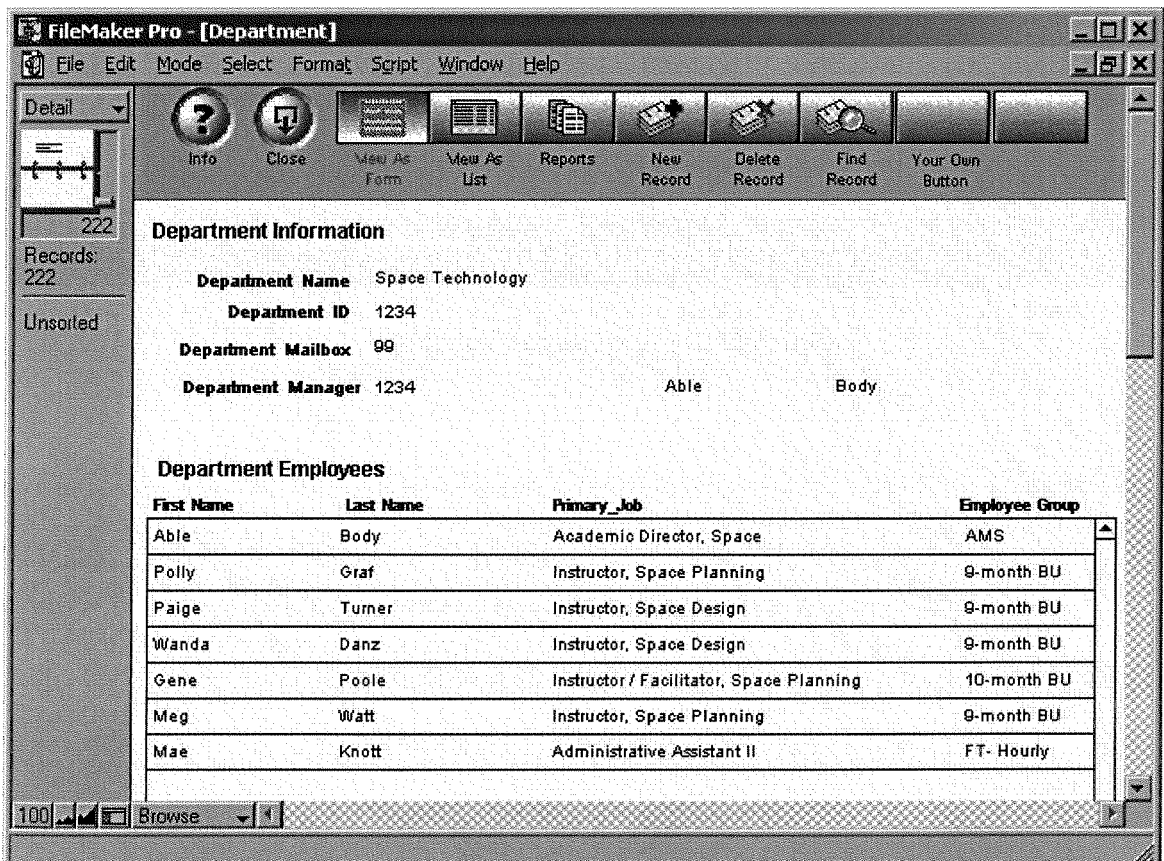 FileMaker Pro - [Department]
File Edit Mode Select Format Script Window Help
Detail
222
Records:
222
Unsorted
Info
Close
View As Form
View As List
Reports
New Record
Delete Record
Find Record
Your Own Button
Department Information
Department Name Space Technology
Department ID 1234
Department Mailbox 99
Department Manager 1234 Able Body
Department Employees
First Name Last Name Primary_Job Employee Group
Able Body Academic Director, Space AMS
Polly Graf Instructor, Space Planning 9-month BU
Paige Turner Instructor, Space Design 9-month BU
Wanda Danz Instructor, Space Design 9-month BU
Gene Poole Instructor / Facilitator, Space Planning 10-month BU
Meg Watt Instructor, Space Planning 9-month BU
Mae Knott Administrative Assistant II FT- Hourly
100 Browse